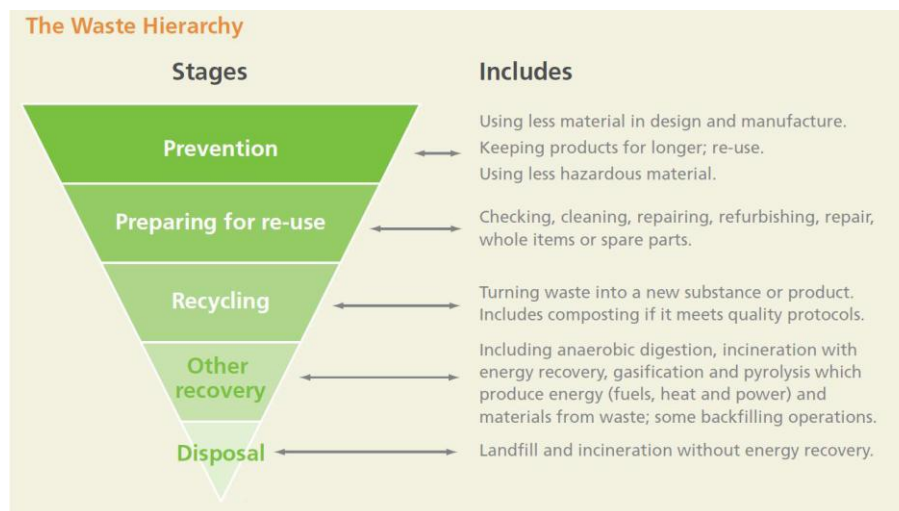 The Waste Hierarchy
Stages
Includes
Prevention
Using less material in design and manufacture.
Keeping products for longer; re-use.
Using less hazardous material.
Preparing for re-use
Checking, cleaning, repairing, refurbishing, repair,
whole items or spare parts.
Recycling
Turning waste into a new substance or product.
Includes composting if it meets quality protocols.
Other
recovery
Including anaerobic digestion, incineration with
energy recovery, gasification and pyrolysis which
produce energy (fuels, heat and power) and
materials from waste; some backfilling operations.
Disposal
Landfill and incineration without energy recovery.